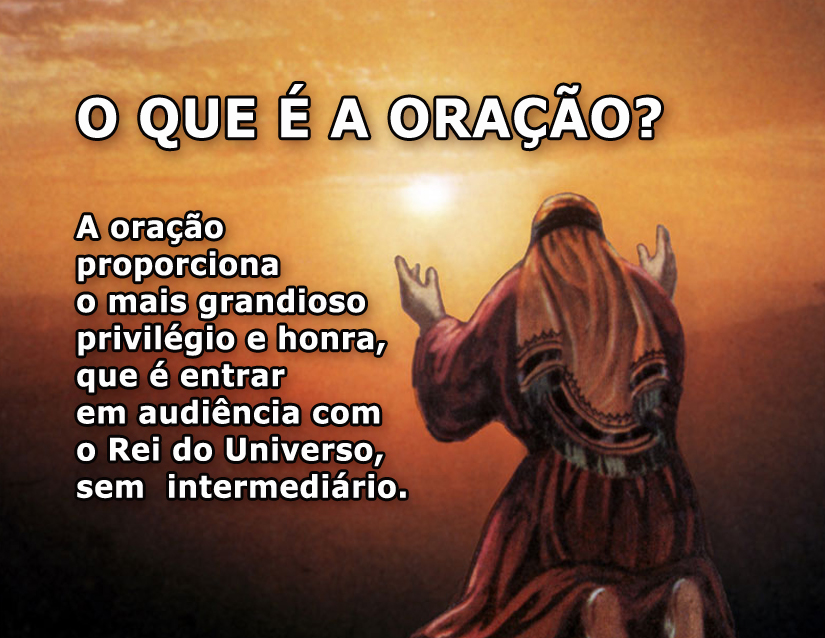 O QUE É A ORAÇÃO?
A oração
proporciona
o mais grandioso
privilégio e honra,
que é entrar
em audiência com
o Rei do Universo,
sem  intermediário.